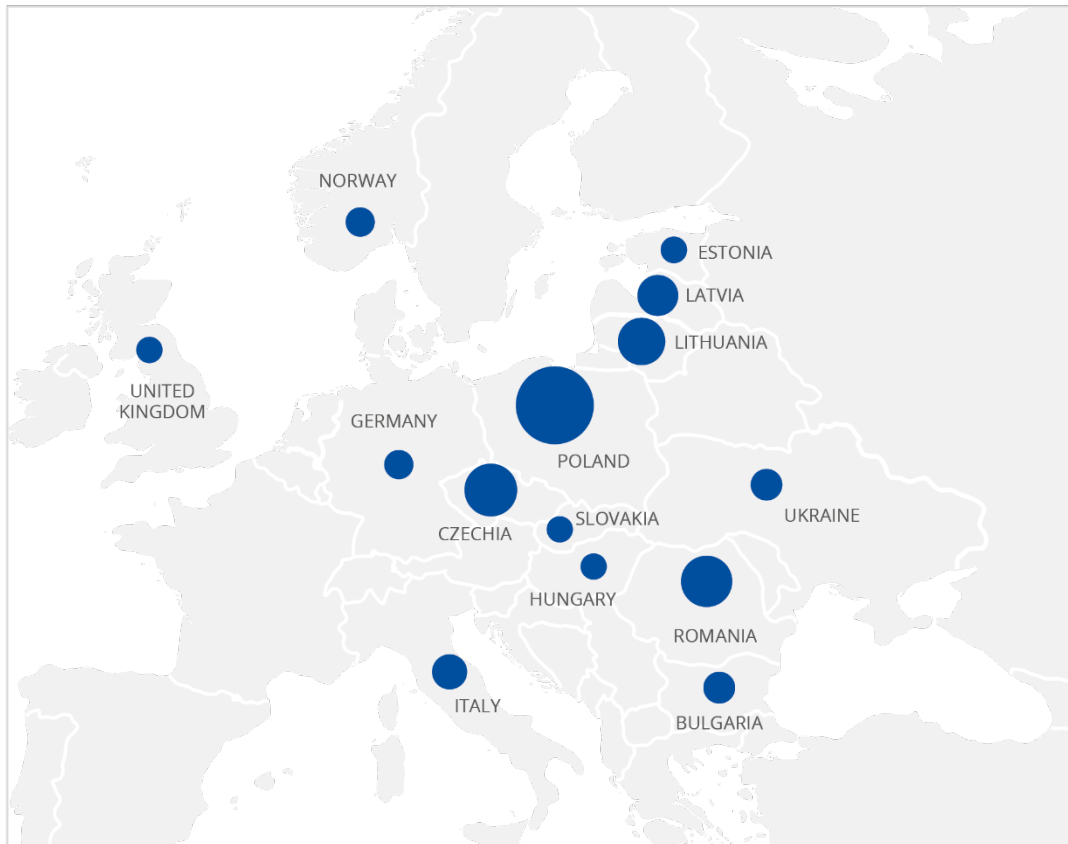 NORWAY
ESTONIA
LATVIA
LITHUANIA
UNITED
KINGDOM
GERMANY
POLAND
CZECHIA
SLOVAKIA
UKRAINE
HUNGARY
ROMANIA
ITALY
BULGARIA